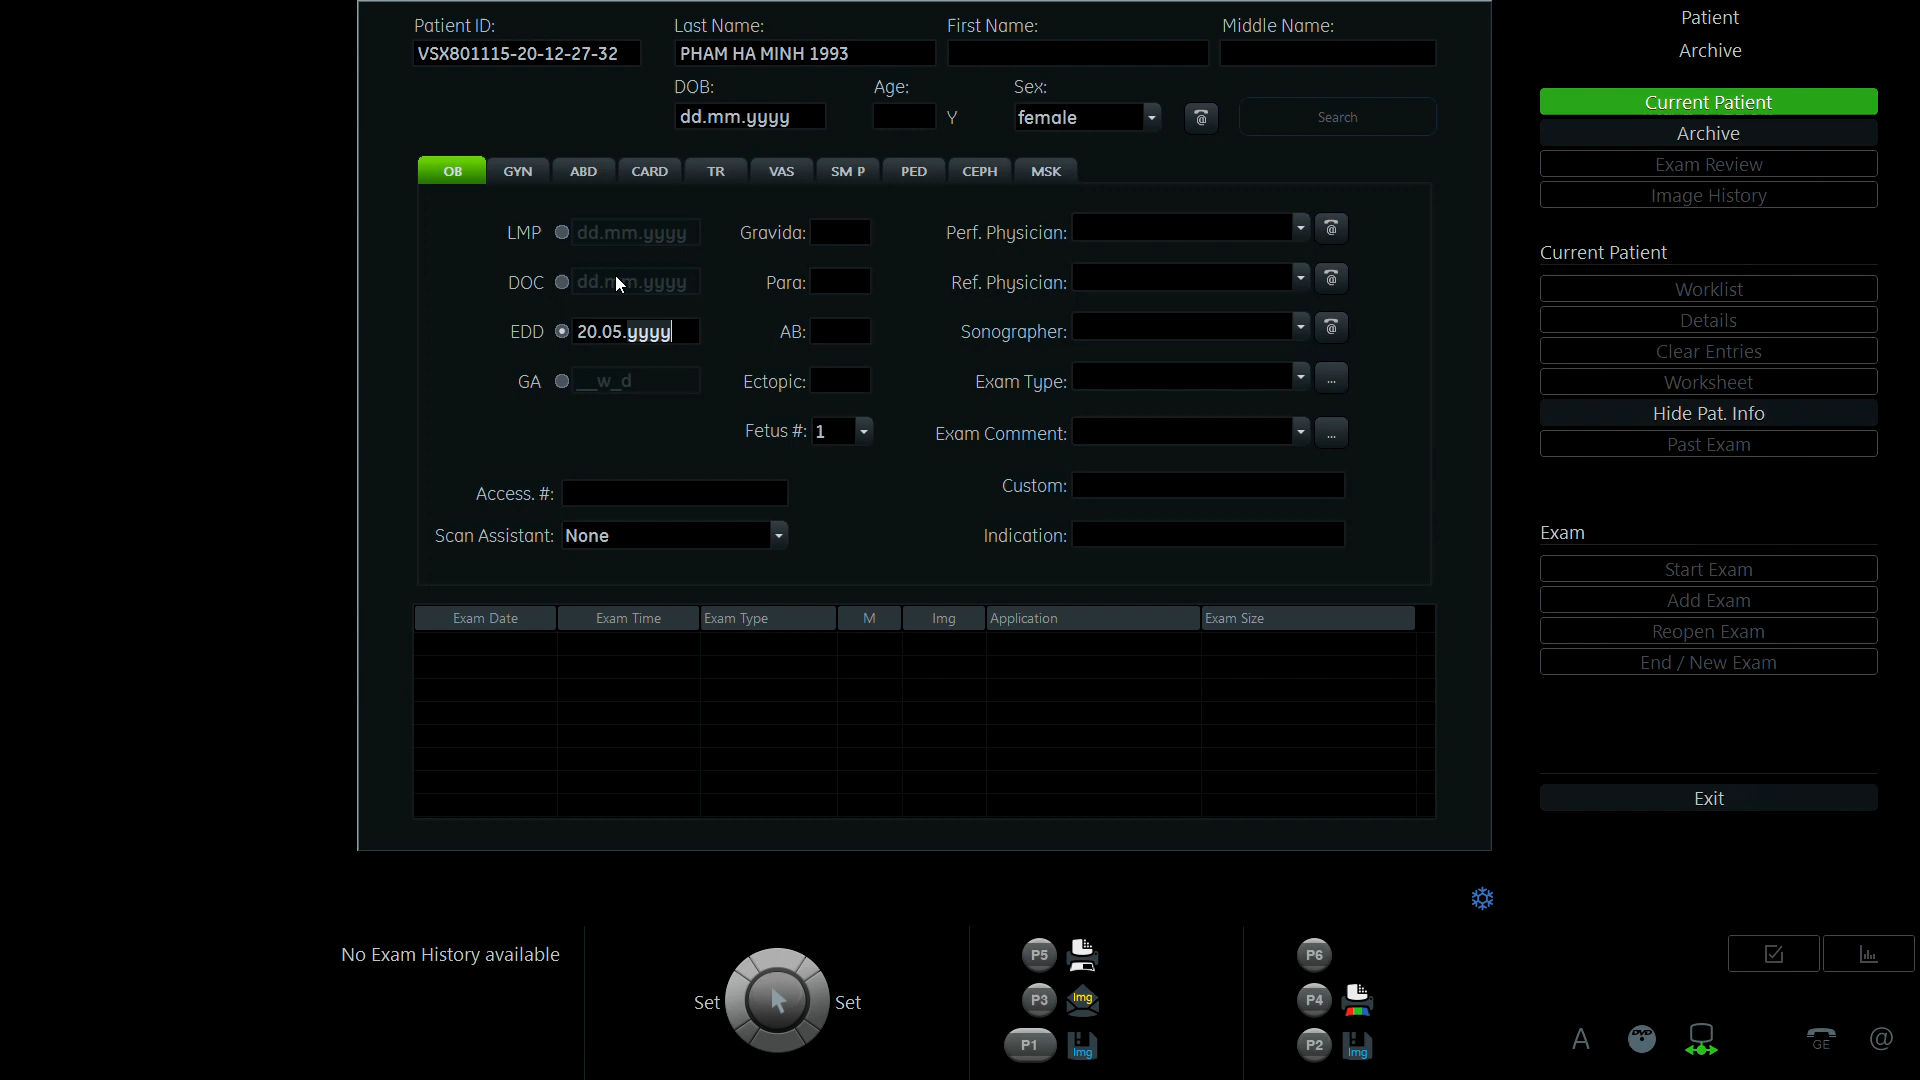 Patient ID: Last Name: First Name: Middle Name:
VSX801115-20-12-27-32 PHAM HA MINH 1993
DOB: Age: Sex:
dd.mm.yyyy Y female Search
OB GYN ABD CARD TR VAS SM P PED CEPH MSK
LMP dd.mm.yyyy Gravida: Perf. Physician:
DOC dd.mm.yyyy Para: Ref. Physician:
EDD 20.05.yyyy AB: Sonographer:
GA __w_d Ectopic: Exam Type: ...
Fetus #: 1 Exam Comment: ...
Access. #: Custom:
Scan Assistant: None Indication:
Exam Date Exam Time Exam Type M Img Application Exam Size
Patient
Archive
Current Patient
Archive
Exam Review
Image History
Current Patient
Worklist
Details
Clear Entries
Worksheet
Hide Pat. Info
Past Exam
Exam
Start Exam
Add Exam
Reopen Exam
End / New Exam
Exit
No Exam History available
Set Set
P5 P6
P3 Img P4
P1 Img P2 Img
A DVD GE @